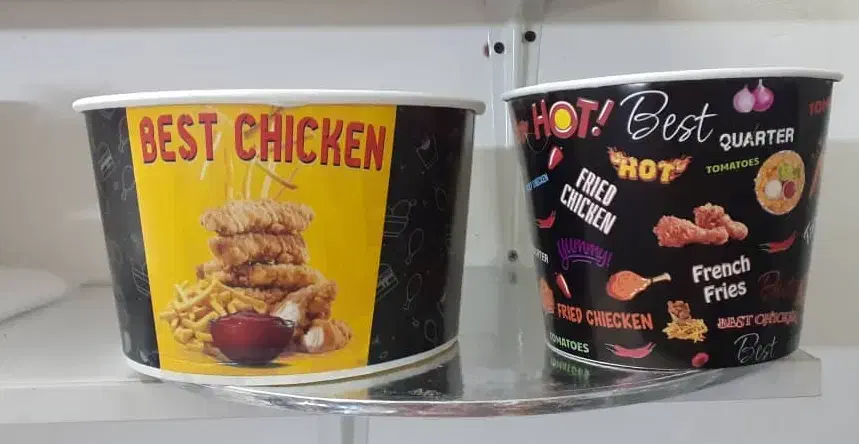 BEST CHICKEN
HOT!
Best
QUARTER
HOT
TOMATOES
FRIED
CHICKEN
Yummy!
French
Fries
FRIED CHIECKEN
BEST CHICKEN
TOMATOES
Best